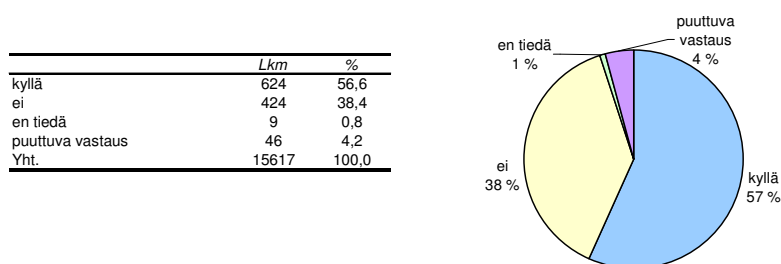 Lkm %
kyllä 624 56,6
ei 424 38,4
en tiedä 9 0,8
puuttuva vastaus 46 4,2
Yht. 15617 100,0
puuttuva
vastaus
4 %
en tiedä
1 %
ei
38 %
kyllä
57 %